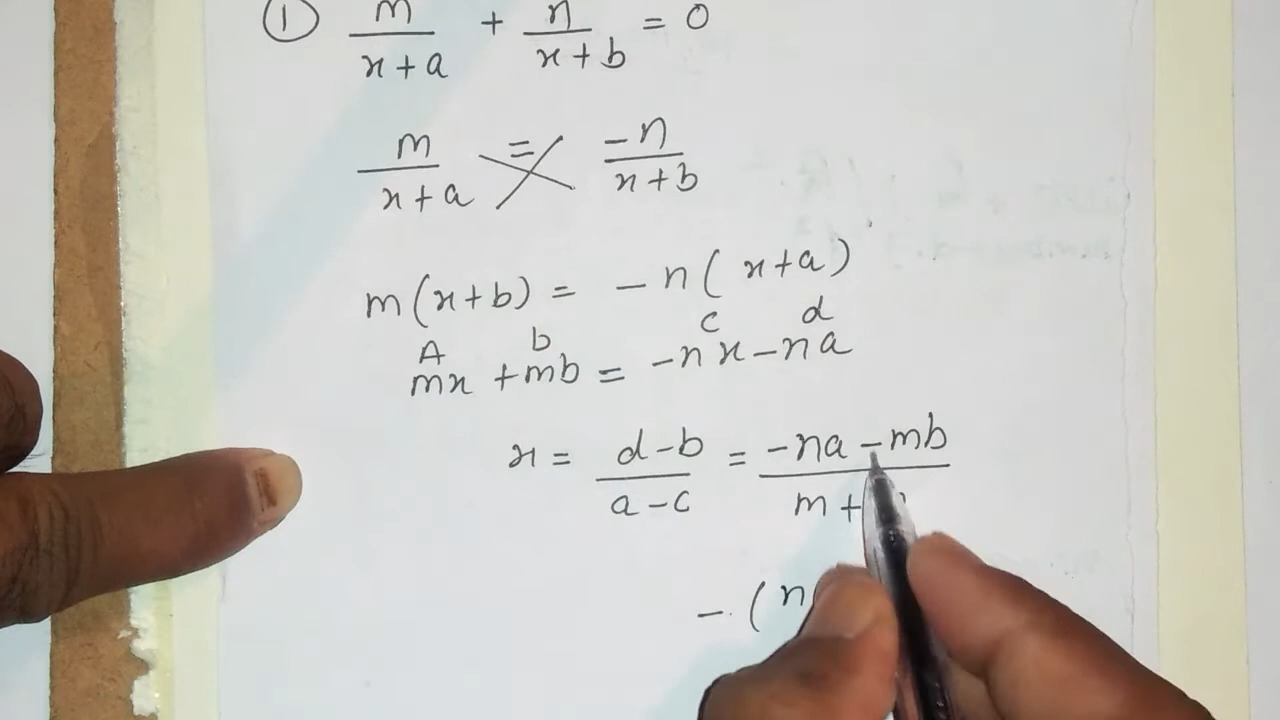 ① m/(x+a) + n/(x+b) = 0
m/(x+a) = -n/(x+b)
m(x+b) = -n(x+a)
A b c d
mx + mb = -nx - na
x = (d-b)/(a-c) = (-na-mb)/(m+
-(n